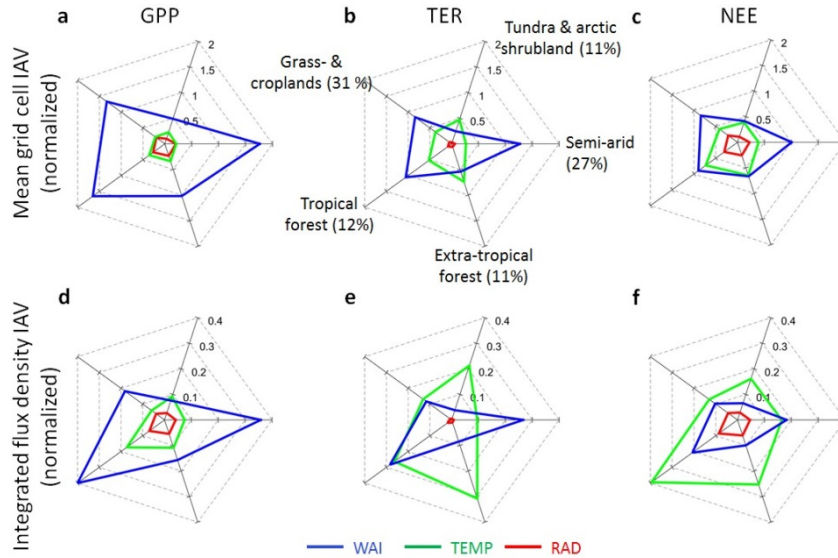 GPP
TER
NEE
a
b
c
Mean grid cell IAV
(normalized)
2
1.5
1
0.5
2
1.5
1
0.5
2
1.5
1
0.5
Tundra & arctic
shrubland (11%)
Grass- &
croplands (31 %)
Semi-arid
(27%)
Tropical
forest (12%)
Extra-tropical
forest (11%)
d
e
f
Integrated flux density IAV
(normalized)
0.4
0.3
0.2
0.1
0.4
0.3
0.2
0.1
0.4
0.3
0.2
0.1
WAI
TEMP
RAD